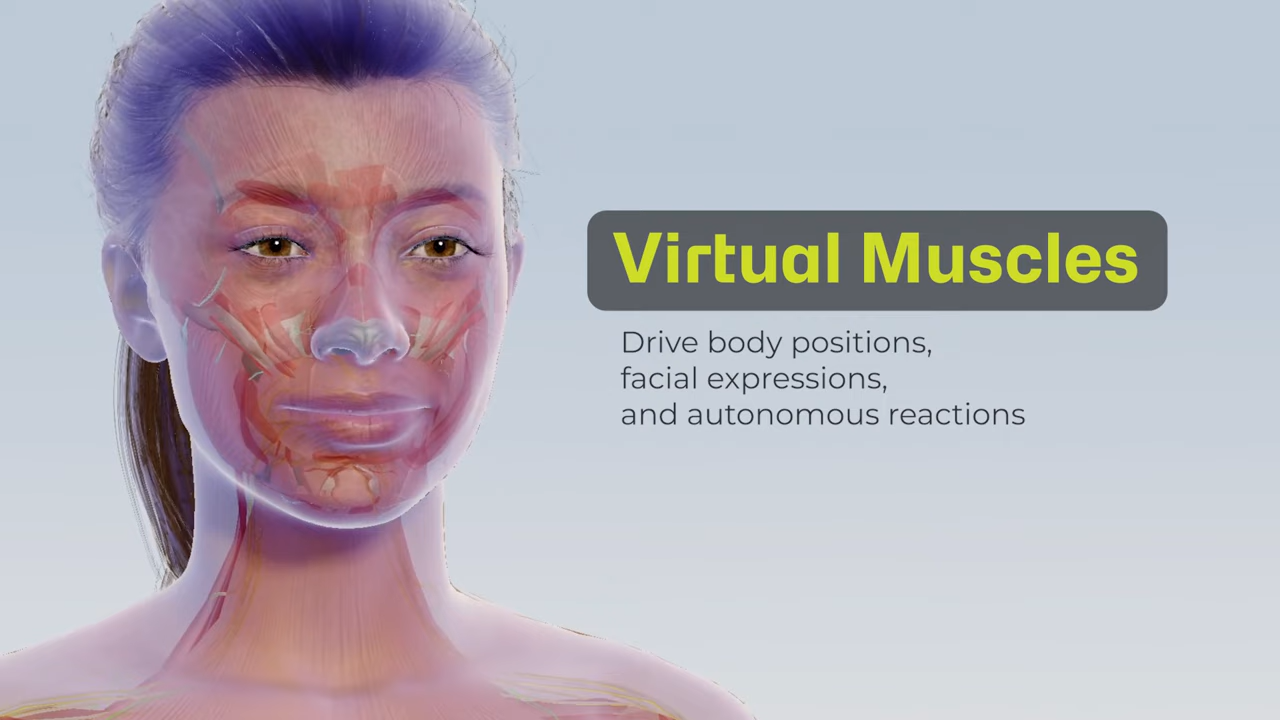 Virtual Muscles
Drive body positions,
facial expressions,
and autonomous reactions